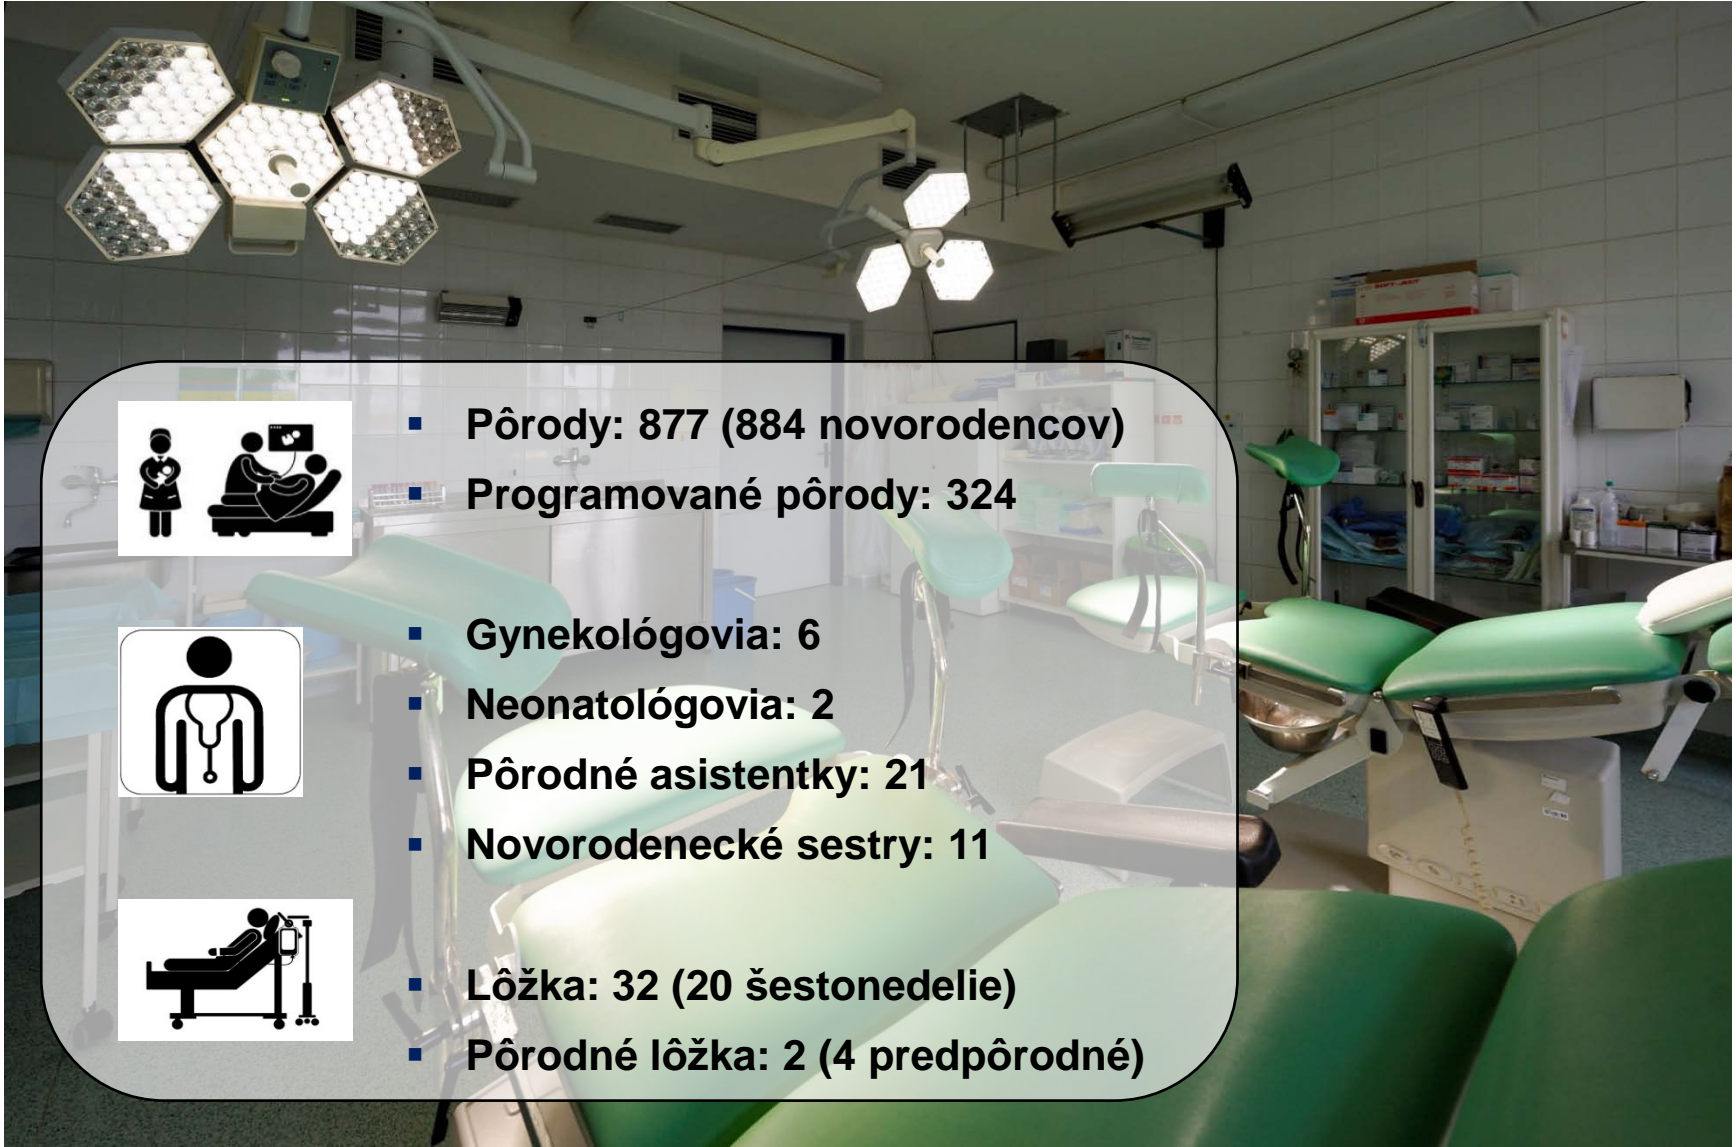 Pôrody: 877 (884 novorodencov)
Programované pôrody: 324
Gynekológovia: 6
Neonatológovia: 2
Pôrodné asistentky: 21
Novorodenecké sestry: 11
Lôžka: 32 (20 šestonedelie)
Pôrodné lôžka: 2 (4 predpôrodné)